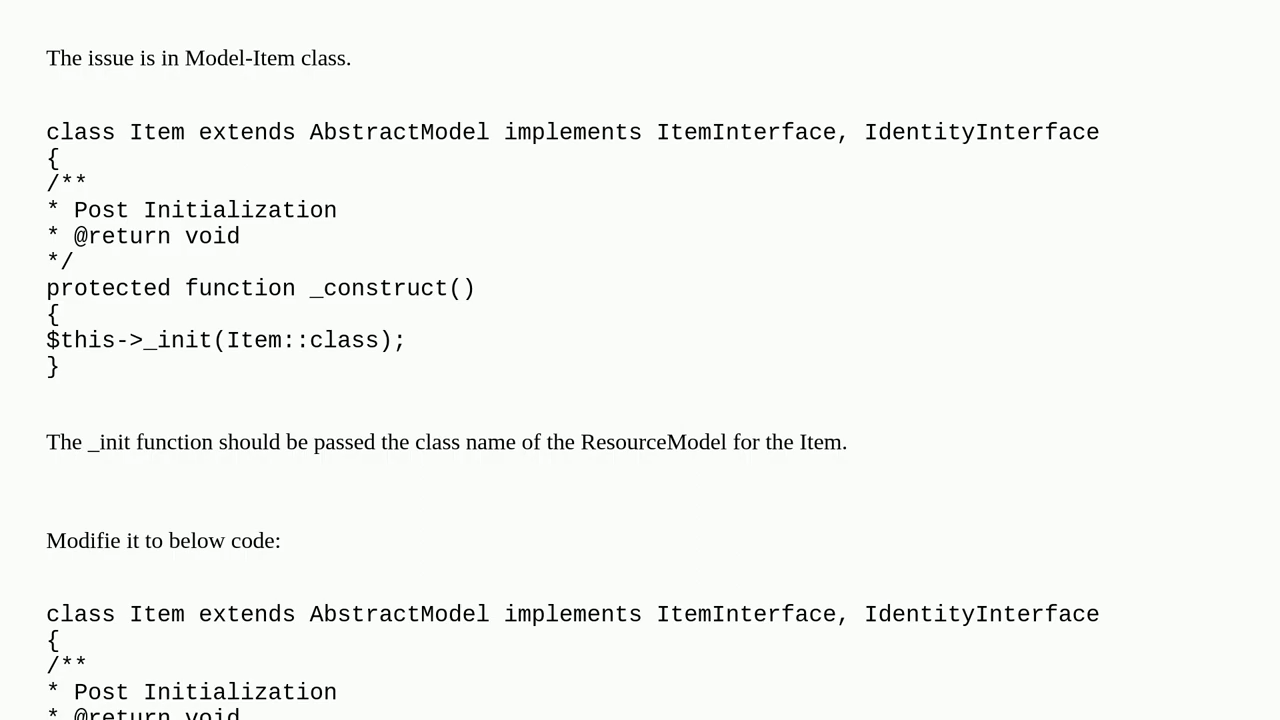 The issue is in Model-Item class.
class Item extends AbstractModel implements ItemInterface, IdentityInterface
{
/**
* Post Initialization
* @return void
*/
protected function _construct()
{
$this->_init(Item::class);
}
The _init function should be passed the class name of the ResourceModel for the Item.
Modifie it to below code:
class Item extends AbstractModel implements ItemInterface, IdentityInterface
{
/**
* Post Initialization
* @return void